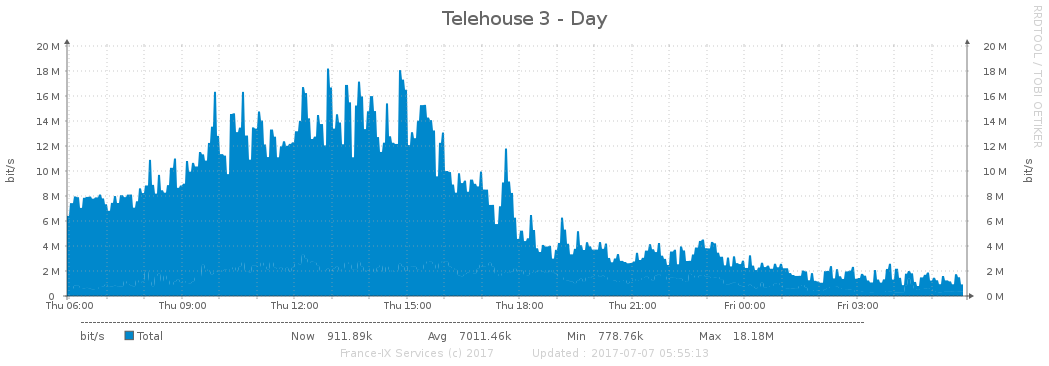 Telehouse 3 - Day
RRDTOOL / TOBI OETIKER
bit/s
20 M 20 M
18 M 18 M
16 M 16 M
14 M 14 M
12 M 12 M
10 M 10 M
8 M 8 M
6 M 6 M
4 M 4 M
2 M 2 M
0 0 M
bit/s
Thu 06:00 Thu 09:00 Thu 12:00 Thu 15:00 Thu 18:00 Thu 21:00 Fri 00:00 Fri 03:00
bit/s Total Now 911.89k Avg 7011.46k Min 778.76k Max 18.18M
France-IX Services (c) 2017 Updated : 2017-07-07 05:55:13